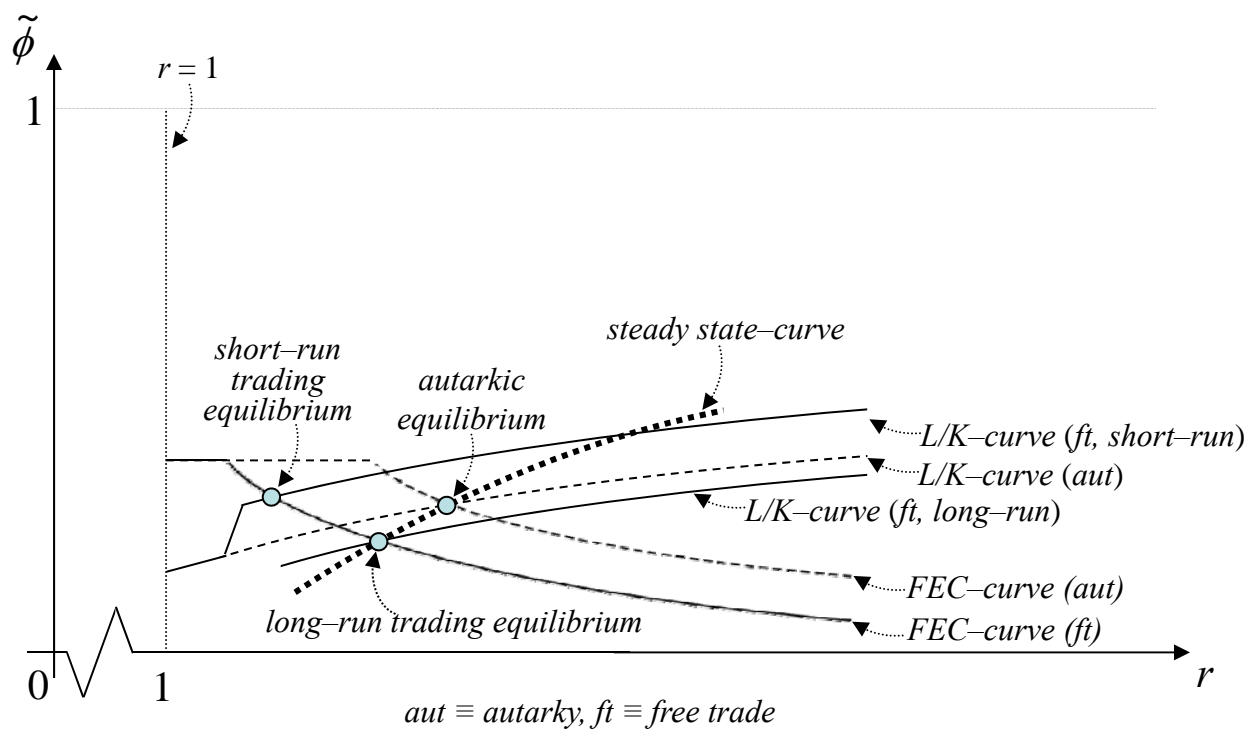 ϕ̃
r = 1
1
steady state–curve
short–run
trading
equilibrium
autarkic
equilibrium
L/K–curve (ft, short–run)
L/K–curve (aut)
L/K–curve (ft, long–run)
FEC–curve (aut)
long–run trading equilibrium
FEC–curve (ft)
0
1
r
aut ≡ autarky, ft ≡ free trade